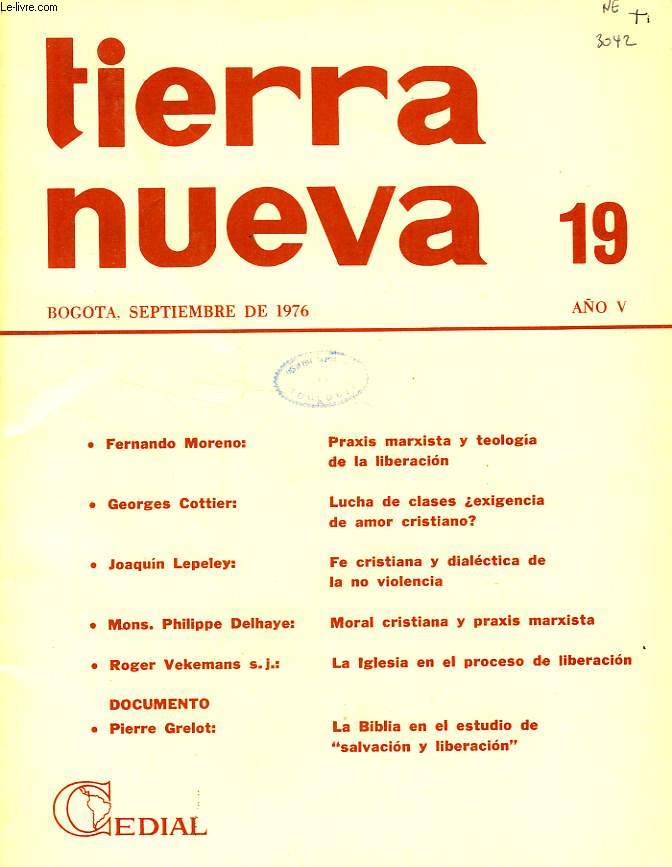 Le-livre.com
NE
3042
tierra
nueva
19
BOGOTA, SEPTIEMBRE DE 1976
AÑO V
• Fernando Moreno: Praxis marxista y teología
de la liberación
• Georges Cottier: Lucha de clases ¿exigencia
de amor cristiano?
• Joaquín Lepeley: Fe cristiana y dialéctica de
la no violencia
• Mons. Philippe Delhaye: Moral cristiana y praxis marxista
• Roger Vekemans s.j.: La Iglesia en el proceso de liberación
DOCUMENTO
• Pierre Grelot: La Biblia en el estudio de
"salvación y liberación"
CEDIAL